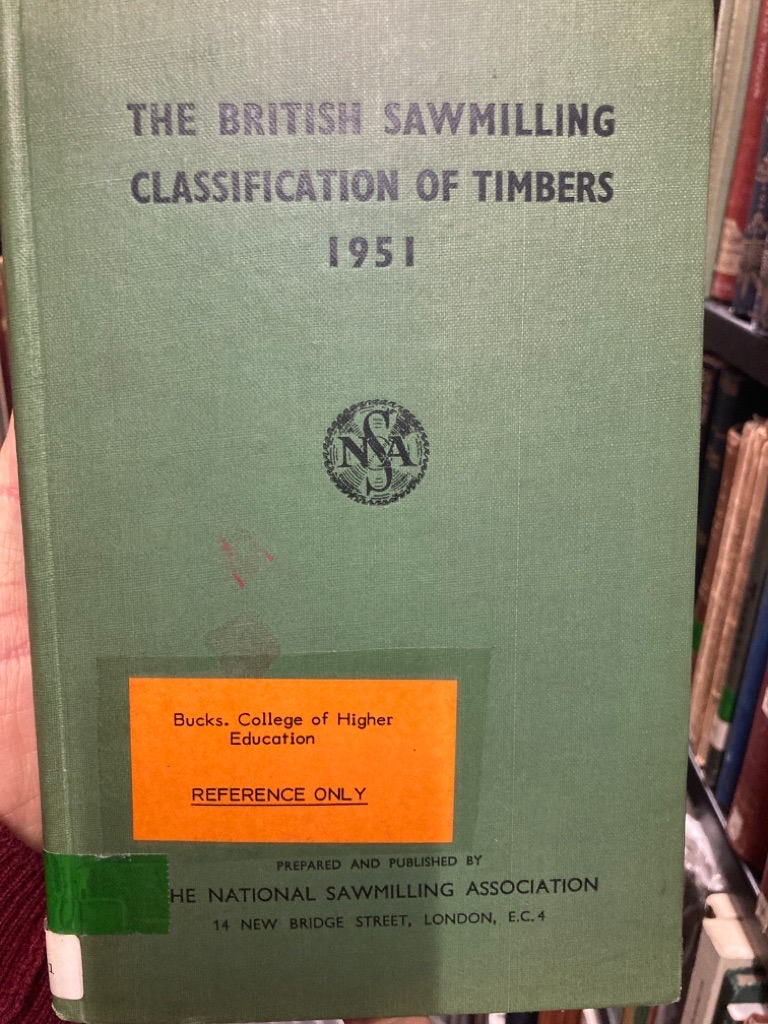 THE BRITISH SAWMILLING
CLASSIFICATION OF TIMBERS
1951
NSA
Bucks. College of Higher
Education
REFERENCE ONLY
PREPARED AND PUBLISHED BY
HE NATIONAL SAWMILLING ASSOCIATION
14 NEW BRIDGE STREET, LONDON, E.C.4
1